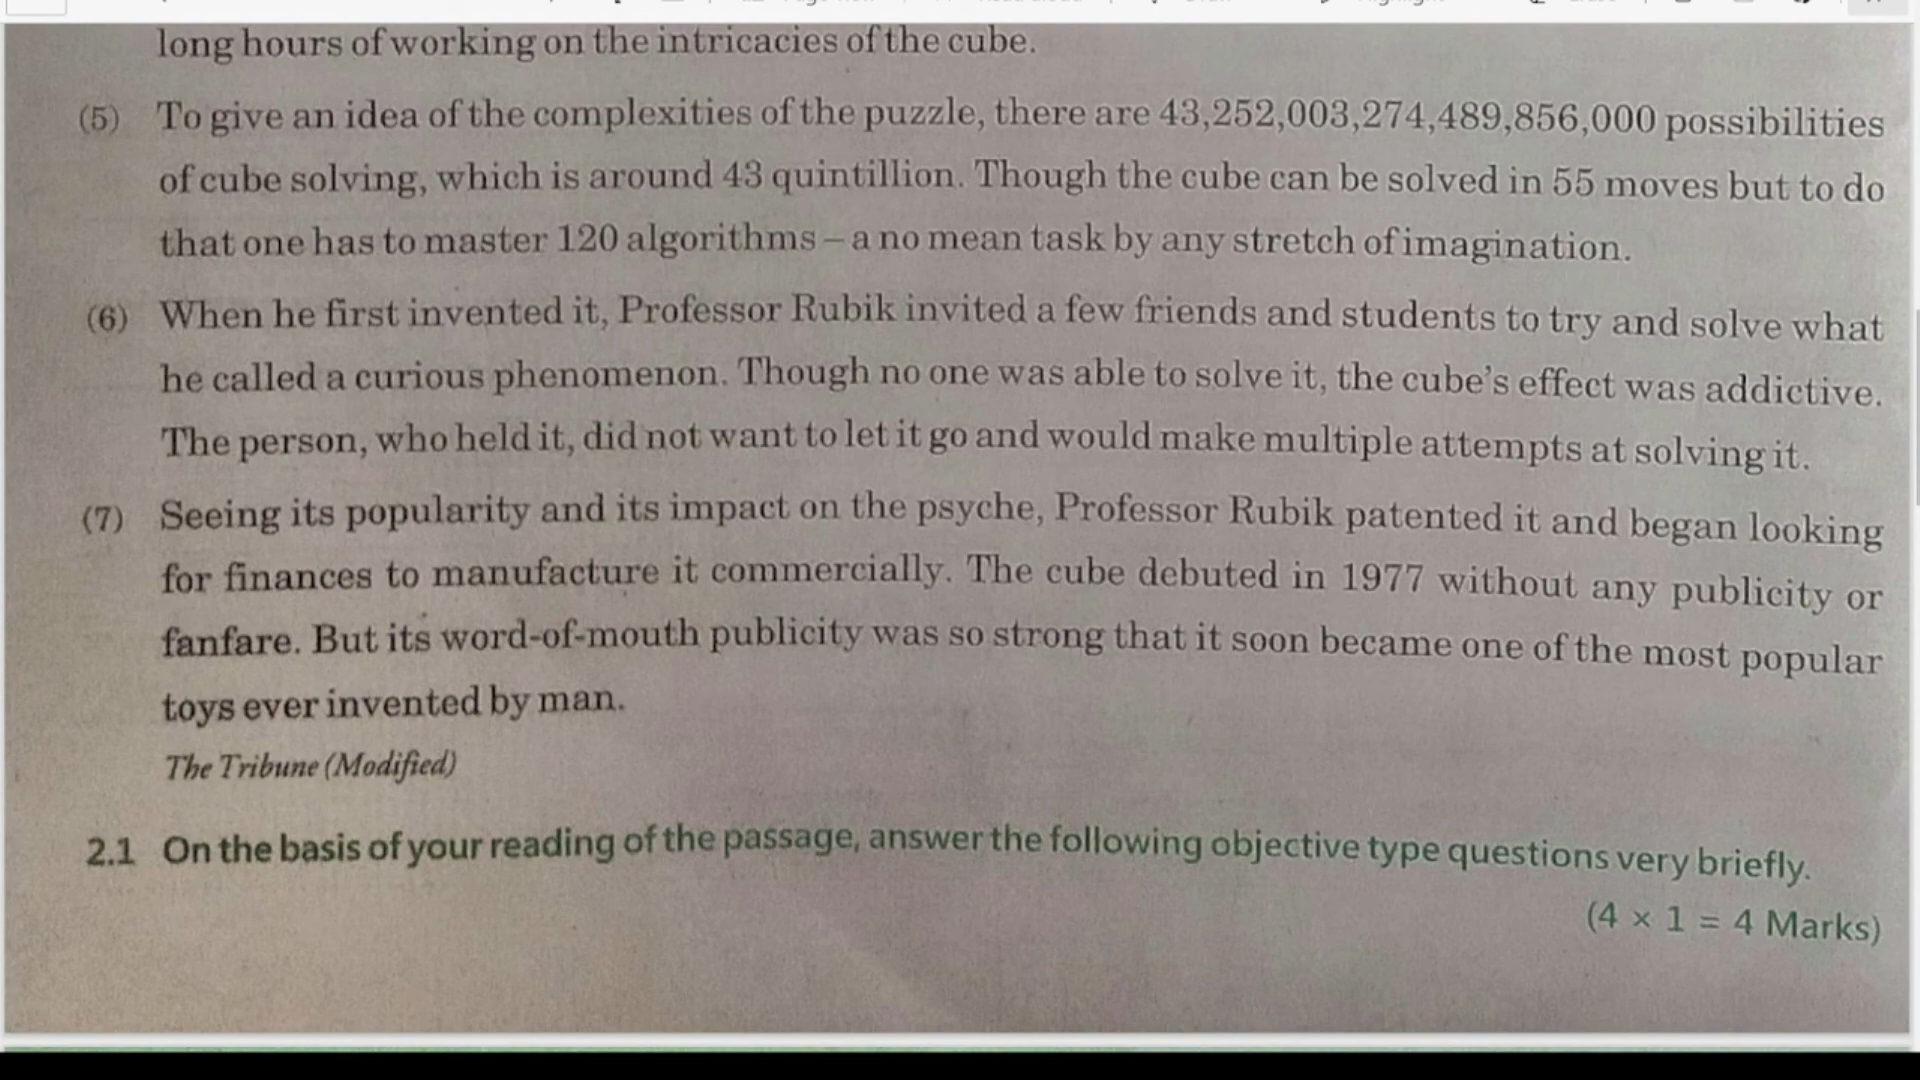 long hours of working on the intricacies of the cube.
(5) To give an idea of the complexities of the puzzle, there are 43,252,003,274,489,856,000 possibilities
of cube solving, which is around 43 quintillion. Though the cube can be solved in 55 moves but to do
that one has to master 120 algorithms – a no mean task by any stretch of imagination.
(6) When he first invented it, Professor Rubik invited a few friends and students to try and solve what
he called a curious phenomenon. Though no one was able to solve it, the cube's effect was addictive.
The person, who held it, did not want to let it go and would make multiple attempts at solving it.
(7) Seeing its popularity and its impact on the psyche, Professor Rubik patented it and began looking
for finances to manufacture it commercially. The cube debuted in 1977 without any publicity or
fanfare. But its word-of-mouth publicity was so strong that it soon became one of the most popular
toys ever invented by man.
The Tribune (Modified)
2.1 On the basis of your reading of the passage, answer the following objective type questions very briefly.
(4 × 1 = 4 Marks)